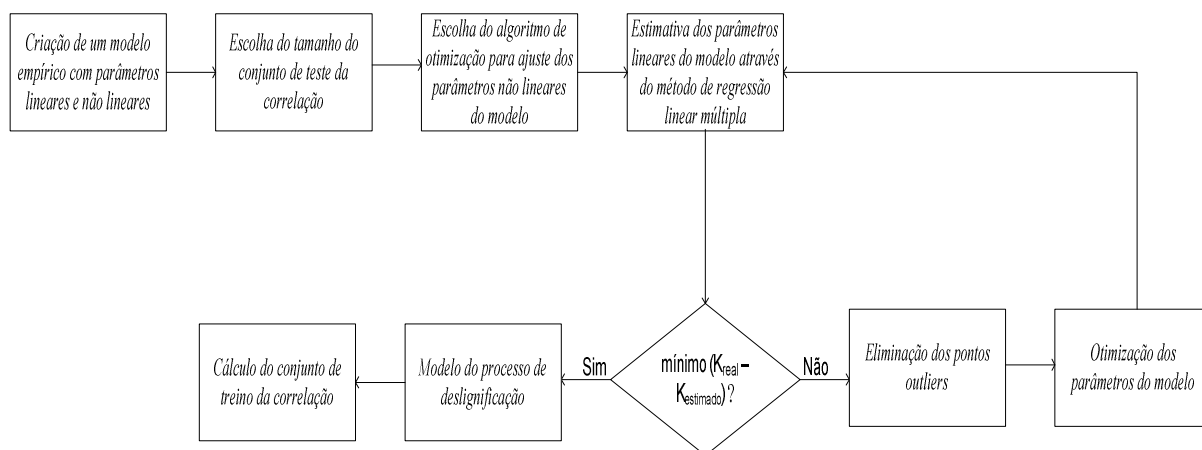 Criação de um modelo
empírico com parâmetros
lineares e não lineares
Escolha do tamanho do
conjunto de teste da
correlação
Escolha do algoritmo de
otimização para ajuste dos
parâmetros não lineares
do modelo
Estimativa dos parâmetros
lineares do modelo através
do método de regressão
linear múltipla
mínimo (Kreal –
Kestimado)?
Sim
Não
Modelo do processo de
deslignificação
Cálculo do conjunto de
treino da correlação
Eliminação dos pontos
outliers
Otimização dos
parâmetros do modelo